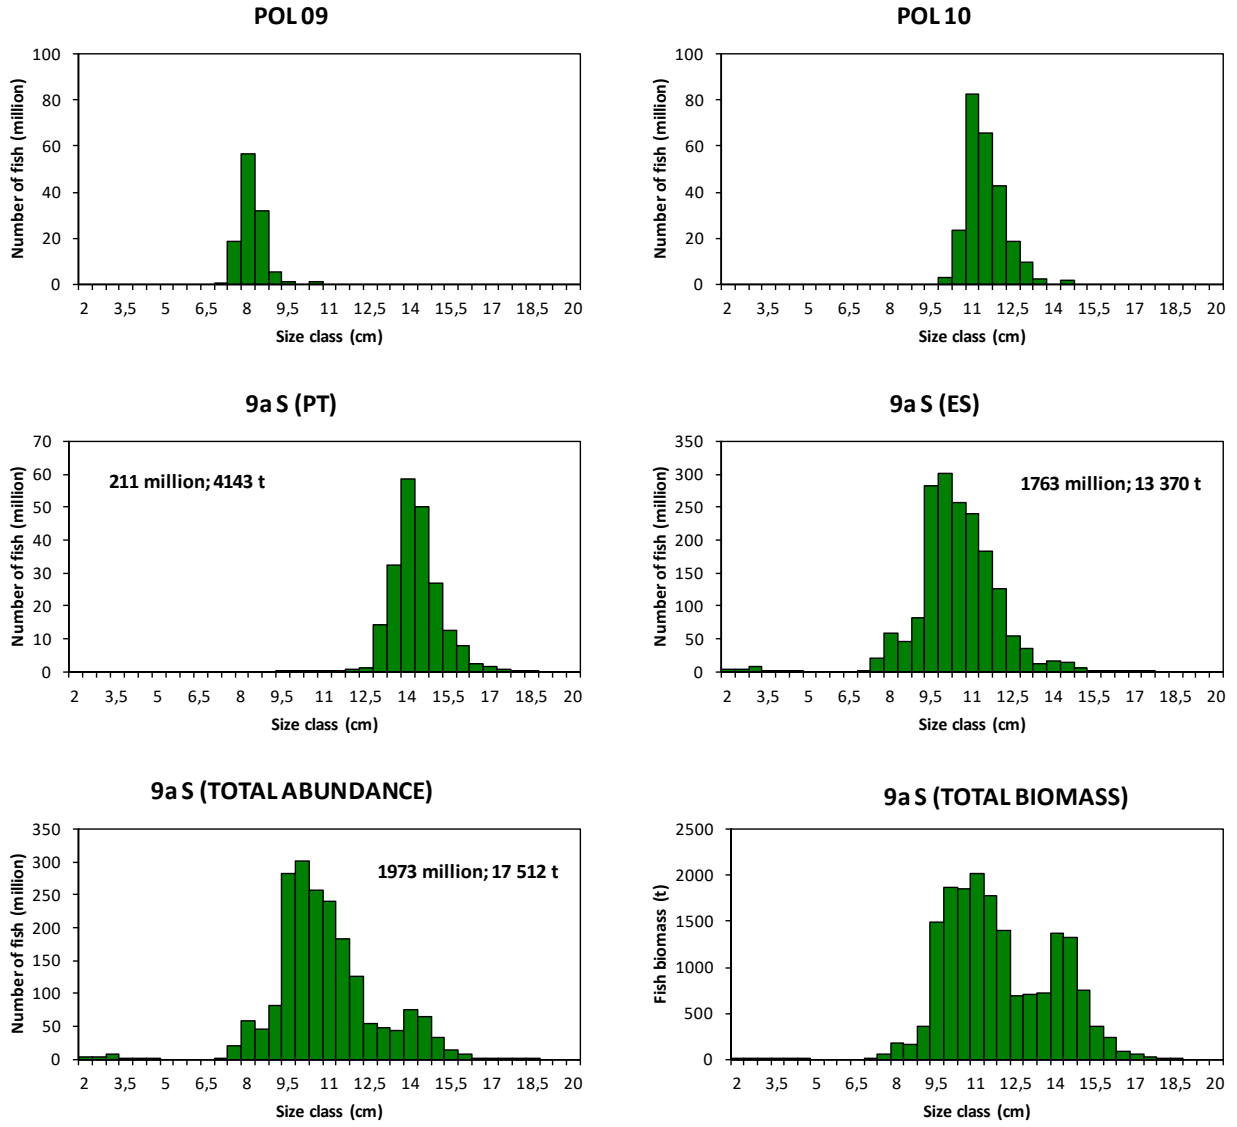 POL 09
100
80
60
40
20
0
Number of fish (million)
2 3,5 5 6,5 8 9,5 11 12,5 14 15,5 17 18,5 20
Size class (cm)
POL 10
100
80
60
40
20
0
Number of fish (million)
2 3,5 5 6,5 8 9,5 11 12,5 14 15,5 17 18,5 20
Size class (cm)
9a S (PT)
211 million; 4143 t
70
60
50
40
30
20
10
0
Number of fish (million)
2 3,5 5 6,5 8 9,5 11 12,5 14 15,5 17 18,5 20
Size class (cm)
9a S (ES)
1763 million; 13 370 t
350
300
250
200
150
100
50
0
Number of fish (million)
2 3,5 5 6,5 8 9,5 11 12,5 14 15,5 17 18,5 20
Size class (cm)
9a S (TOTAL ABUNDANCE)
1973 million; 17 512 t
350
300
250
200
150
100
50
0
Number of fish (million)
2 3,5 5 6,5 8 9,5 11 12,5 14 15,5 17 18,5 20
Size class (cm)
9a S (TOTAL BIOMASS)
2500
2000
1500
1000
500
0
Fish biomass (t)
2 3,5 5 6,5 8 9,5 11 12,5 14 15,5 17 18,5 20
Size class (cm)